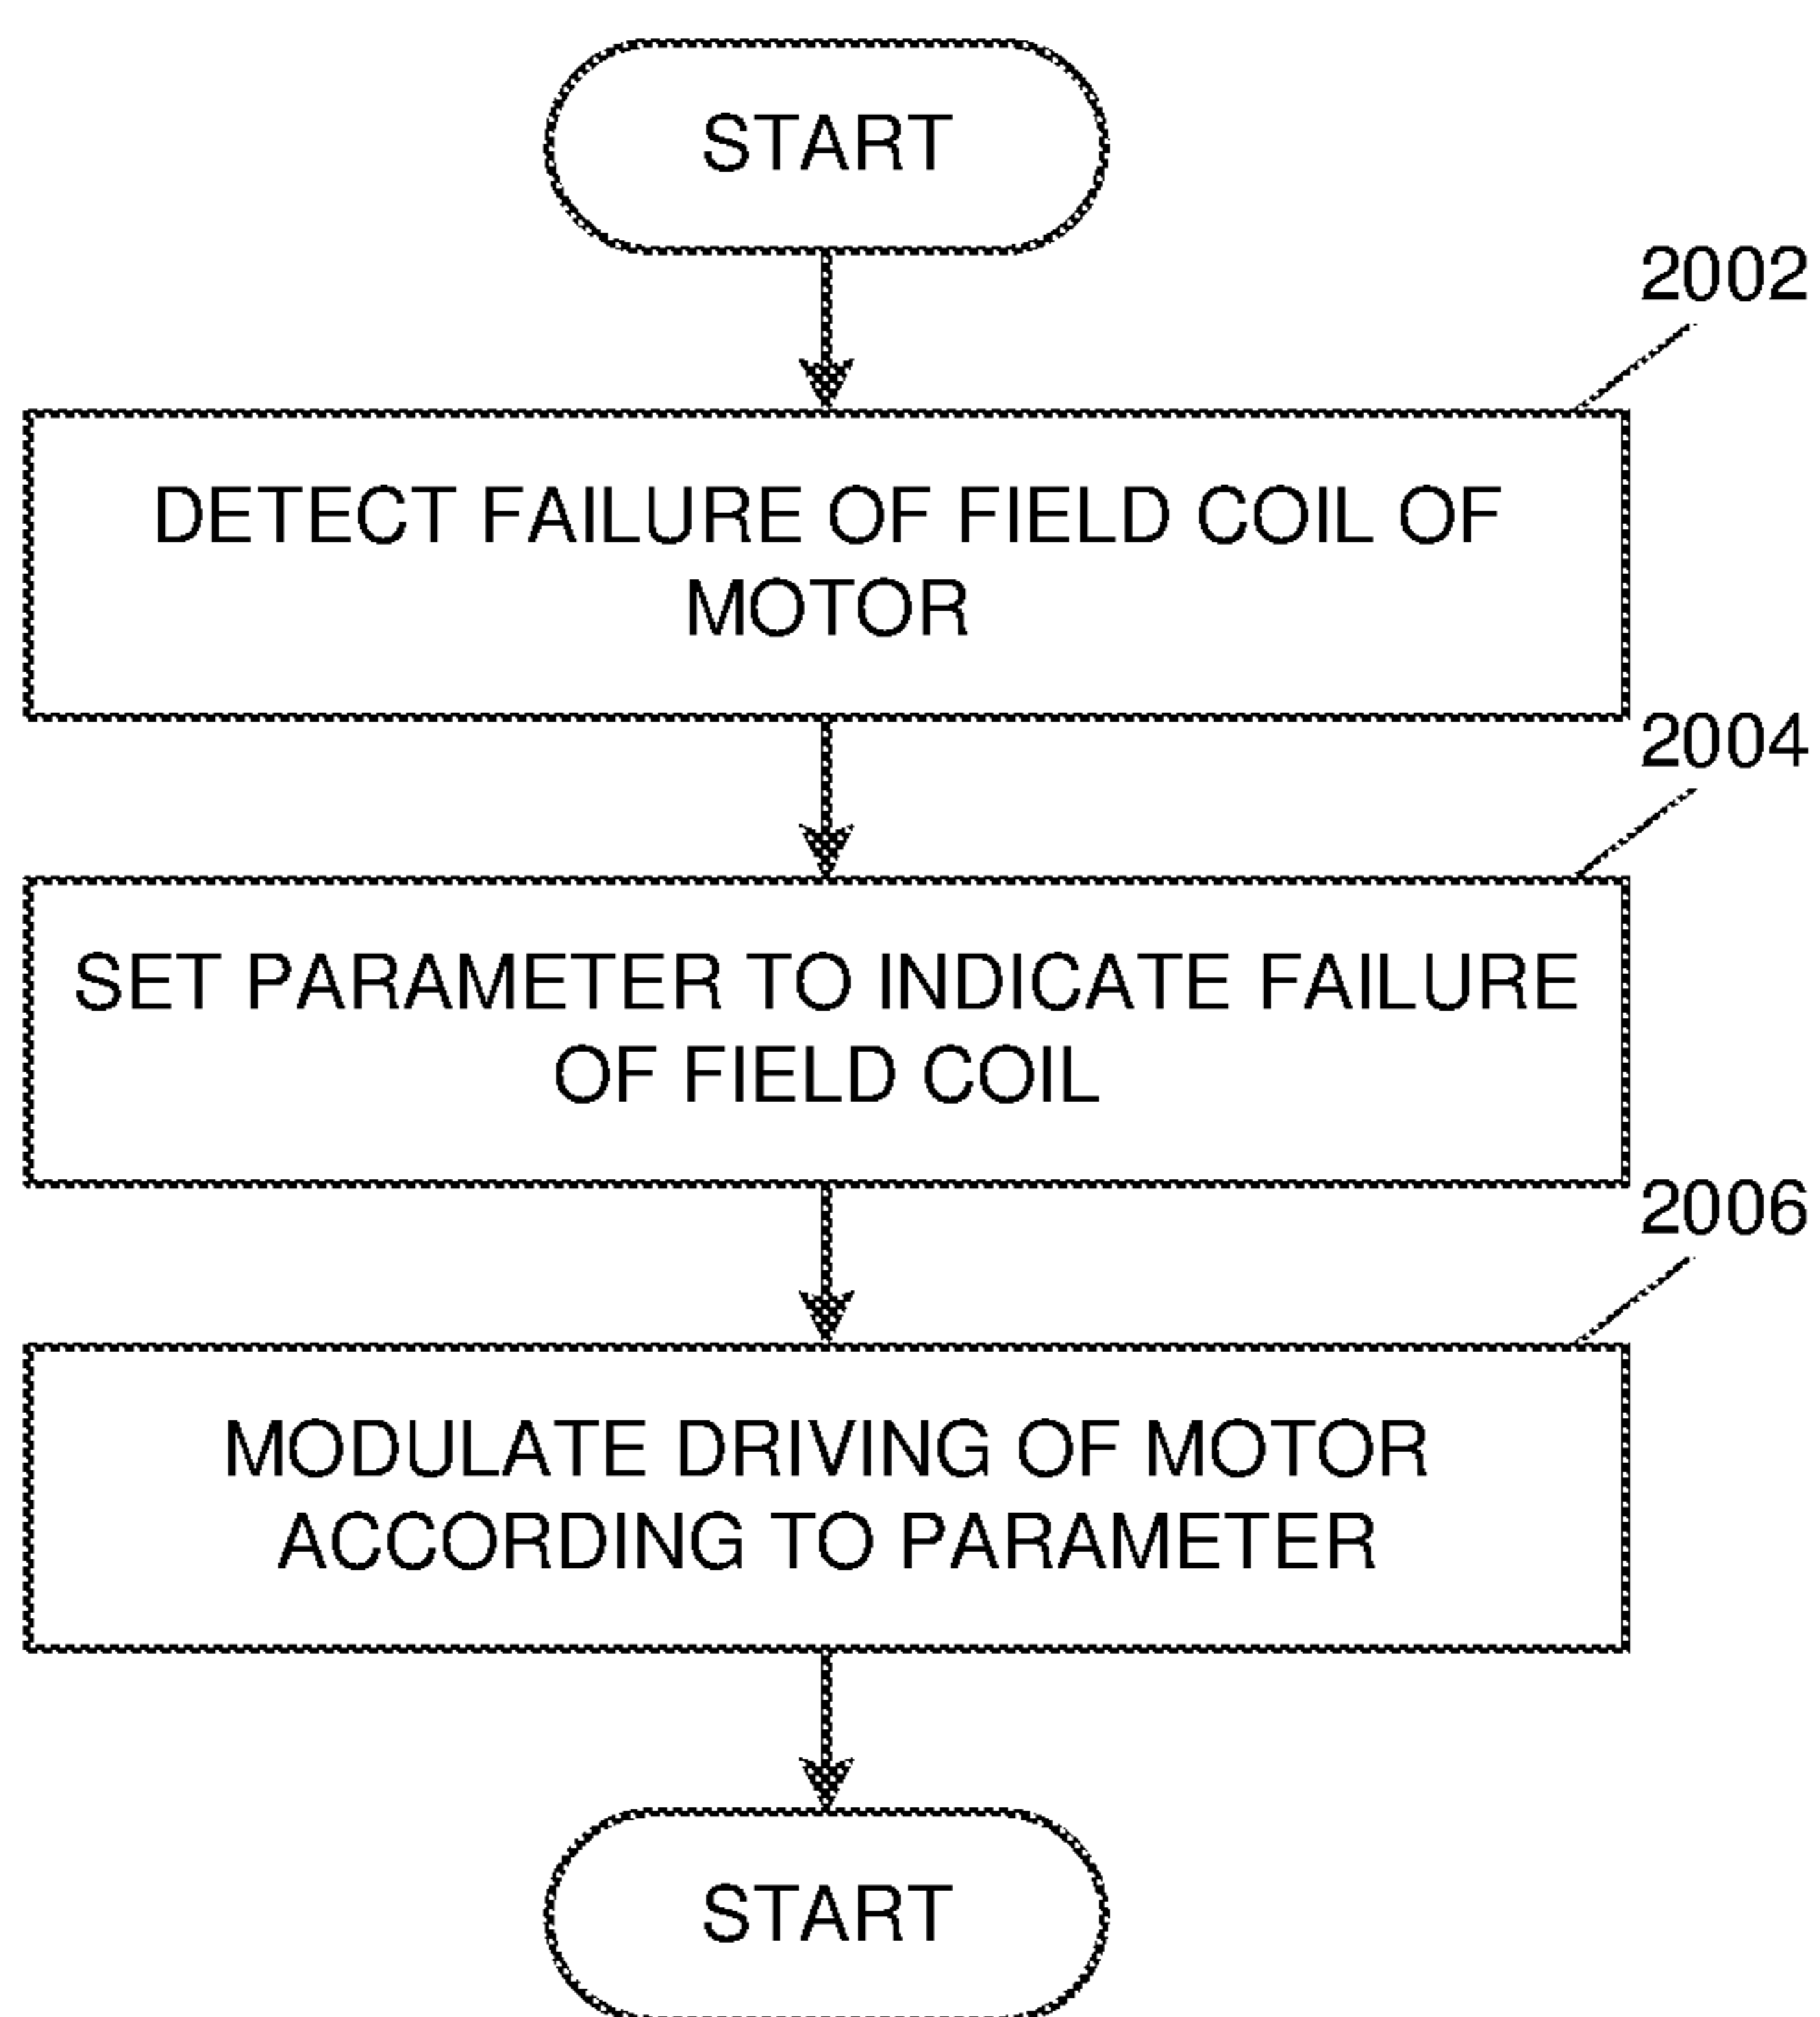 START
2002
DETECT FAILURE OF FIELD COIL OF
MOTOR
2004
SET PARAMETER TO INDICATE FAILURE
OF FIELD COIL
2006
MODULATE DRIVING OF MOTOR
ACCORDING TO PARAMETER
START